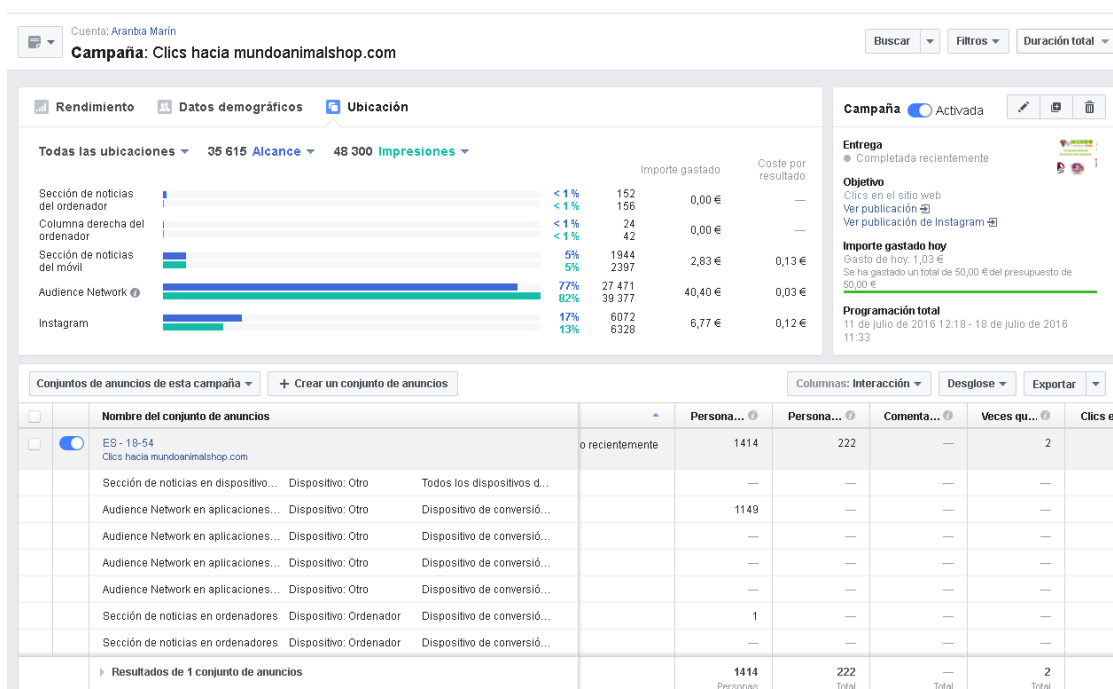 Cuenta: Arantxa Marín
Campaña: Clics hacia mundoanimalshop.com
Buscar
Filtros
Duración total
Rendimiento
Datos demográficos
Ubicación
Todas las ubicaciones
35 615 Alcance
48 300 Impresiones
Importe gastado
Coste por
resultado
Sección de noticias
del ordenador
< 1 %
< 1 %
152
156
0,00 €
—
Columna derecha del
ordenador
< 1 %
< 1 %
24
42
0,00 €
—
Sección de noticias
del móvil
5%
5%
1944
2397
2,83 €
0,13 €
Audience Network
77%
82%
27 471
39 377
40,40 €
0,03 €
Instagram
17%
13%
6072
6328
6,77 €
0,12 €
Campaña Activada
Entrega
Completada recientemente
Objetivo
Clics en el sitio web
Ver publicación
Ver publicación de Instagram
Importe gastado hoy
Gasto de hoy: 1,03 €
Se ha gastado un total de 50,00 € del presupuesto de
50,00 €
Programación total
11 de julio de 2016 12:18 - 18 de julio de 2016
11:33
Conjuntos de anuncios de esta campaña
+ Crear un conjunto de anuncios
Columnas: Interacción
Desglose
Exportar
Nombre del conjunto de anuncios Persona... Persona... Comenta... Veces qu... Clics e
ES - 18-54 o recientemente 1414 222 — 2
Clics hacia mundoanimalshop.com
Sección de noticias en dispositivo... Dispositivo: Otro Todos los dispositivos d... — — — —
Audience Network en aplicaciones... Dispositivo: Otro Dispositivo de conversió... 1149 — — —
Audience Network en aplicaciones... Dispositivo: Otro Dispositivo de conversió... — — — —
Audience Network en aplicaciones... Dispositivo: Otro Dispositivo de conversió... — — — —
Audience Network en aplicaciones... Dispositivo: Otro Dispositivo de conversió... — — — —
Sección de noticias en ordenadores Dispositivo: Ordenador Dispositivo de conversió... 1 — — —
Sección de noticias en ordenadores Dispositivo: Ordenador Dispositivo de conversió... — — — —
Resultados de 1 conjunto de anuncios 1414 222 — 2
Personas Total Total Total